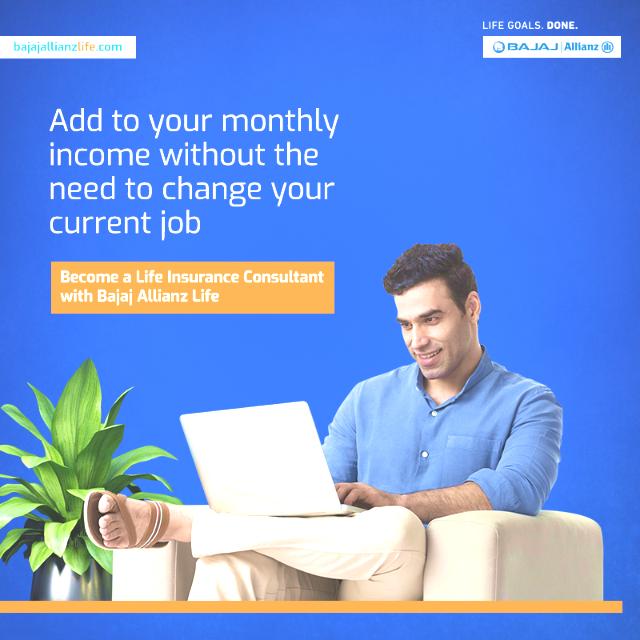 LIFE GOALS. DONE.
bajajallianzlife.com
BAJAJ | Allianz
Add to your monthly
income without the
need to change your
current job
Become a Life Insurance Consultant
with Bajaj Allianz Life